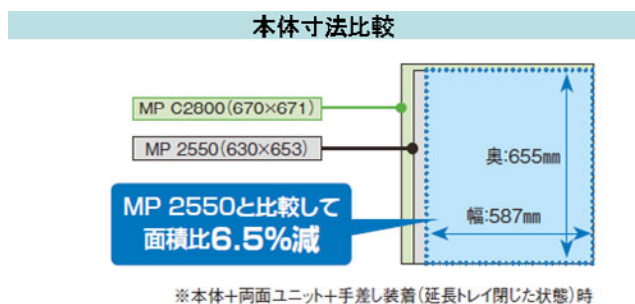 本体寸法比較
MP C2800(670×671)
MP 2550(630×653)
奥:655㎜
MP 2550と比較して
面積比6.5%減
幅:587㎜
※本体+両面ユニット+手差し装着(延長トレイ閉じた状態)時